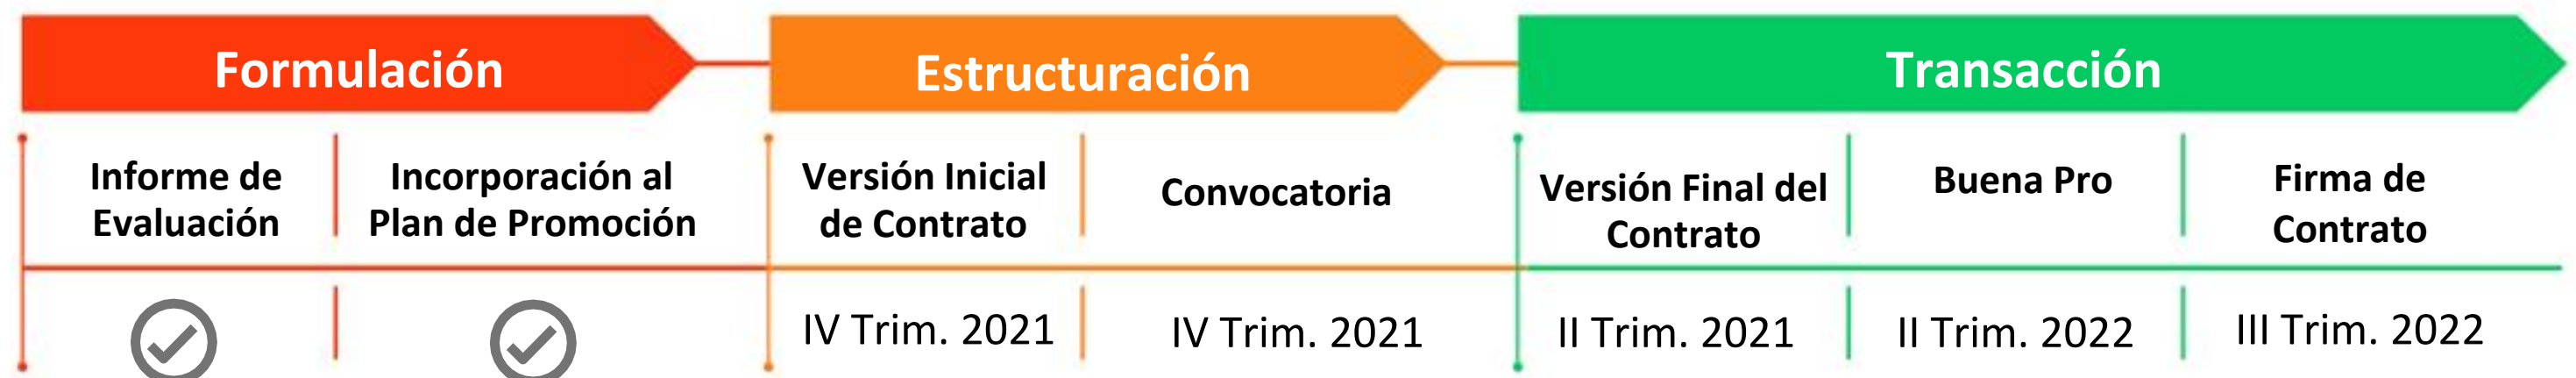 Formulación
Estructuración
Transacción
Informe de
Evaluación
Incorporación al
Plan de Promoción
Versión Inicial
de Contrato
Convocatoria
Versión Final del
Contrato
Buena Pro
Firma de
Contrato
IV Trim. 2021
IV Trim. 2021
II Trim. 2021
II Trim. 2022
III Trim. 2022